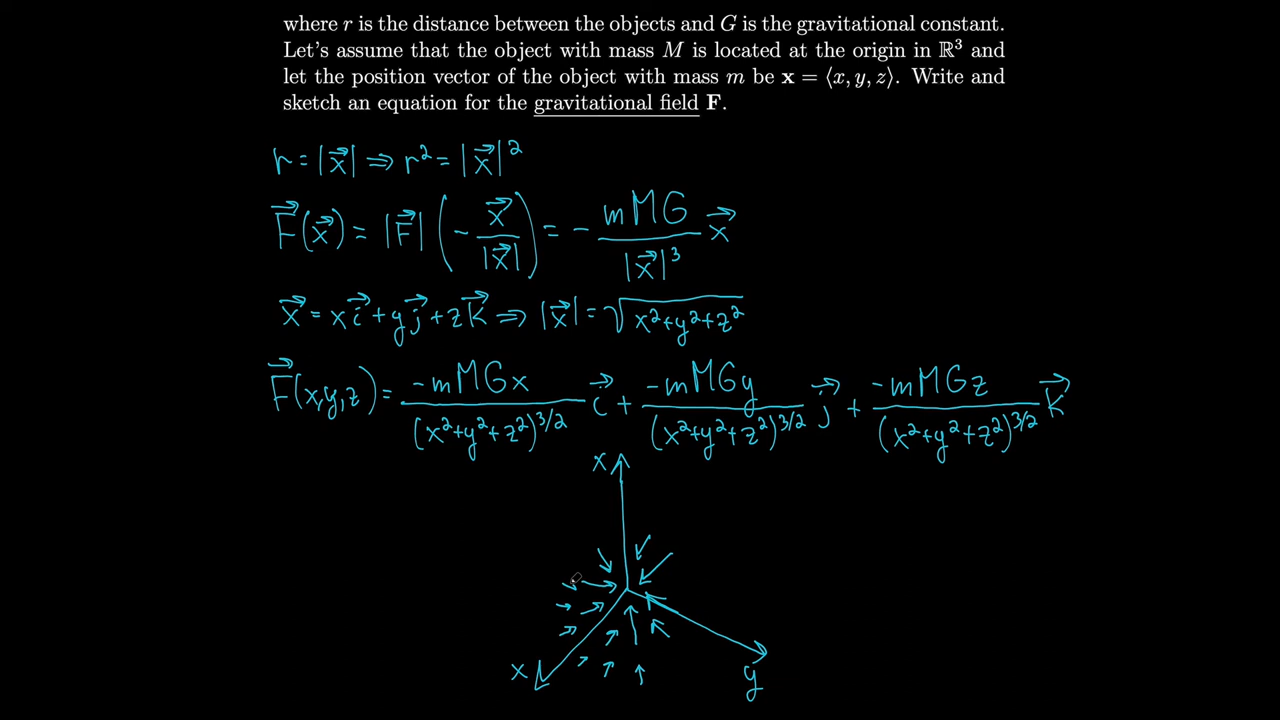 where r is the distance between the objects and G is the gravitational constant.
Let's assume that the object with mass M is located at the origin in ℝ³ and
let the position vector of the object with mass m be 𝐱 = ⟨x, y, z⟩. Write and
sketch an equation for the gravitational field 𝐅.
r = |x⃗| ⟹ r² = |x⃗|²
F⃗(x⃗) = |F⃗| (− x⃗/|x⃗|) = − mMG/|x⃗|³ x⃗
x⃗ = xi⃗ + yj⃗ + zk⃗ ⟹ |x⃗| = √(x²+y²+z²)
F⃗(x,y,z) = −mMGx/(x²+y²+z²)^3/2 i⃗ + −mMGy/(x²+y²+z²)^3/2 j⃗ + −mMGz/(x²+y²+z²)^3/2 k⃗
x
x
y